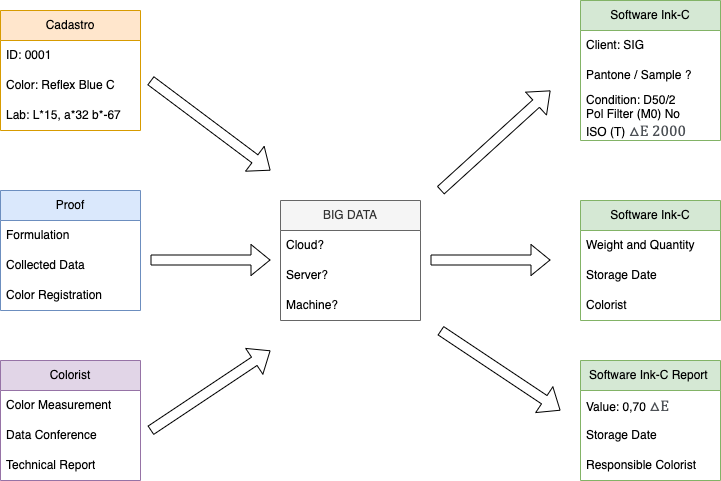 Cadastro
ID: 0001
Color: Reflex Blue C
Lab: L*15, a*32 b*-67
Proof
Formulation
Collected Data
Color Registration
Colorist
Color Measurement
Data Conference
Technical Report
BIG DATA
Cloud?
Server?
Machine?
Software Ink-C
Client: SIG
Pantone / Sample ?
Condition: D50/2
Pol Filter (M0) No
ISO (T) △E 2000
Software Ink-C
Weight and Quantity
Storage Date
Colorist
Software Ink-C Report
Value: 0,70 △E
Storage Date
Responsible Colorist